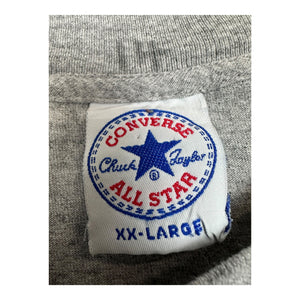 CONVERSE
Chuck Taylor
®
ALL STAR
XX-LARGE